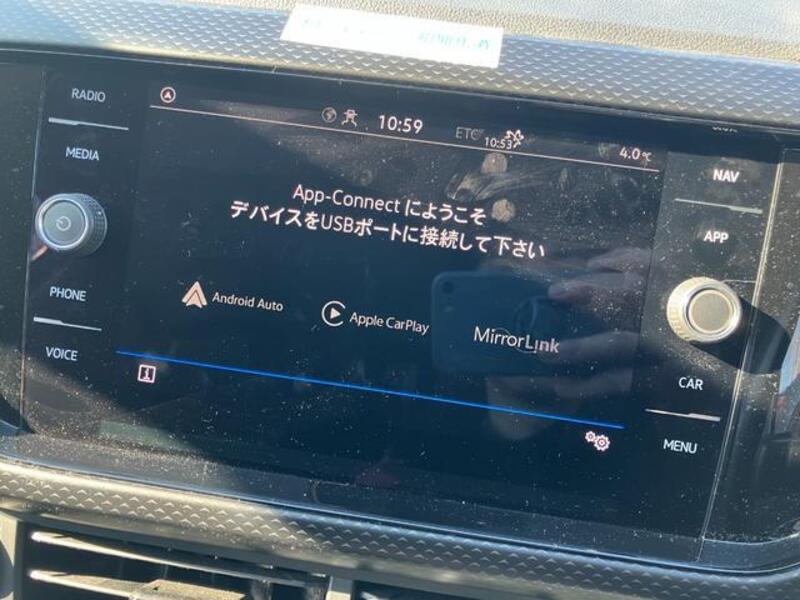 RADIO
MEDIA
PHONE
VOICE
10:59
ETC
10:53
4.0℃
App-Connect にようこそ
デバイスをUSBポートに接続して下さい
Android Auto
Apple CarPlay
MirrorLink
i
NAV
APP
CAR
MENU